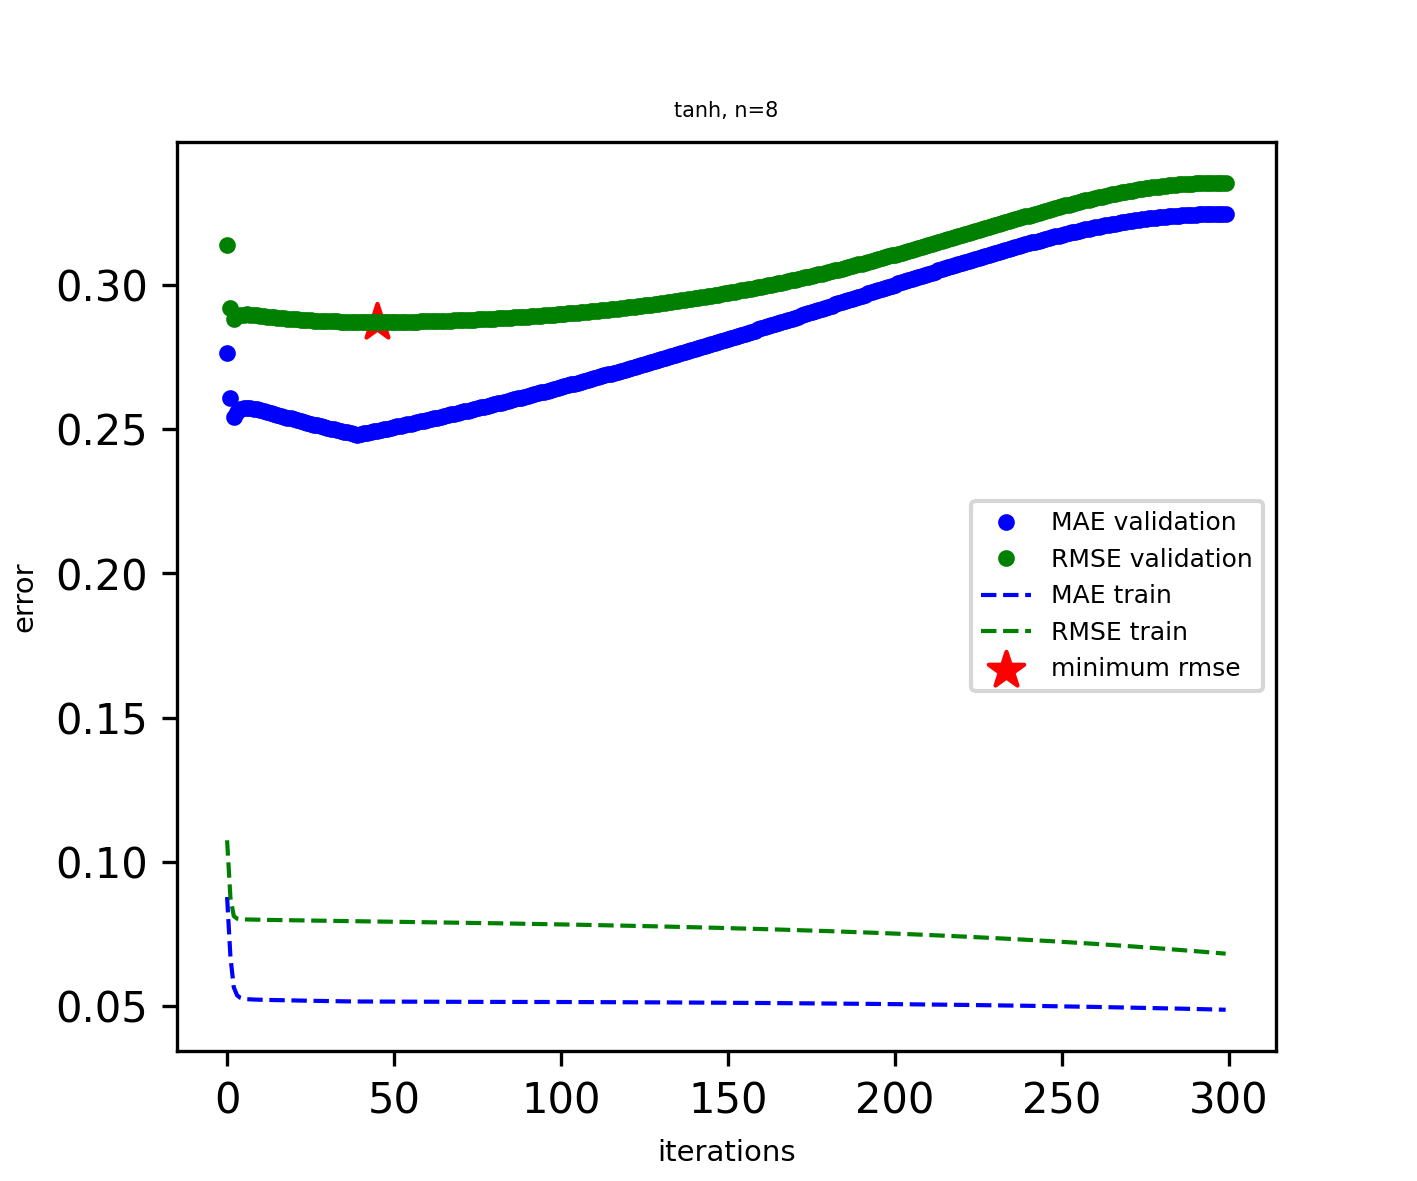 tanh, n=8
error
0.30
0.25
0.20
0.15
0.10
0.05
MAE validation
RMSE validation
MAE train
RMSE train
minimum rmse
0 50 100 150 200 250 300
iterations